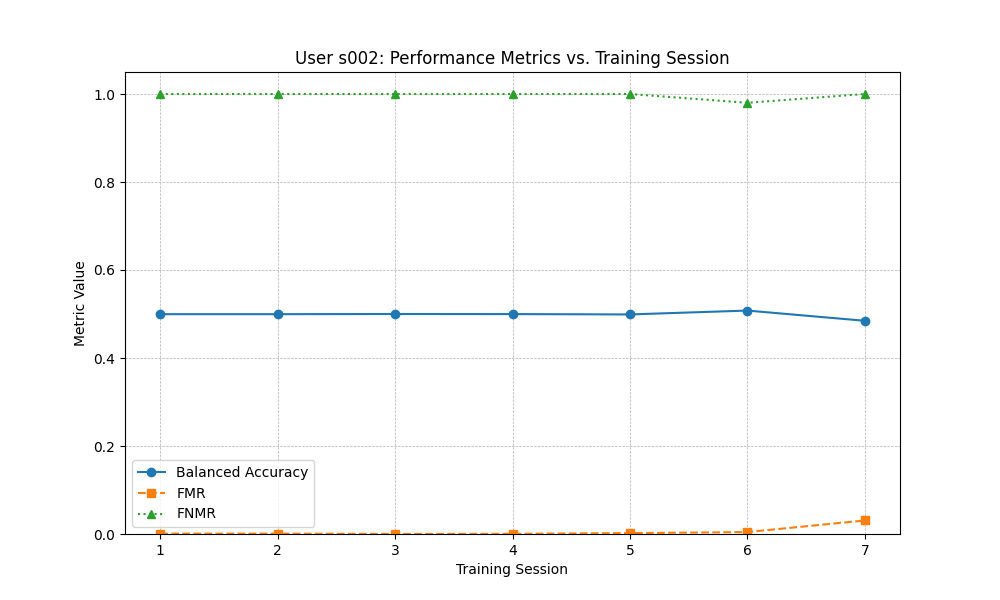 User s002: Performance Metrics vs. Training Session
Metric Value
1.0
0.8
0.6
0.4
0.2
0.0
Balanced Accuracy
FMR
FNMR
1 2 3 4 5 6 7
Training Session